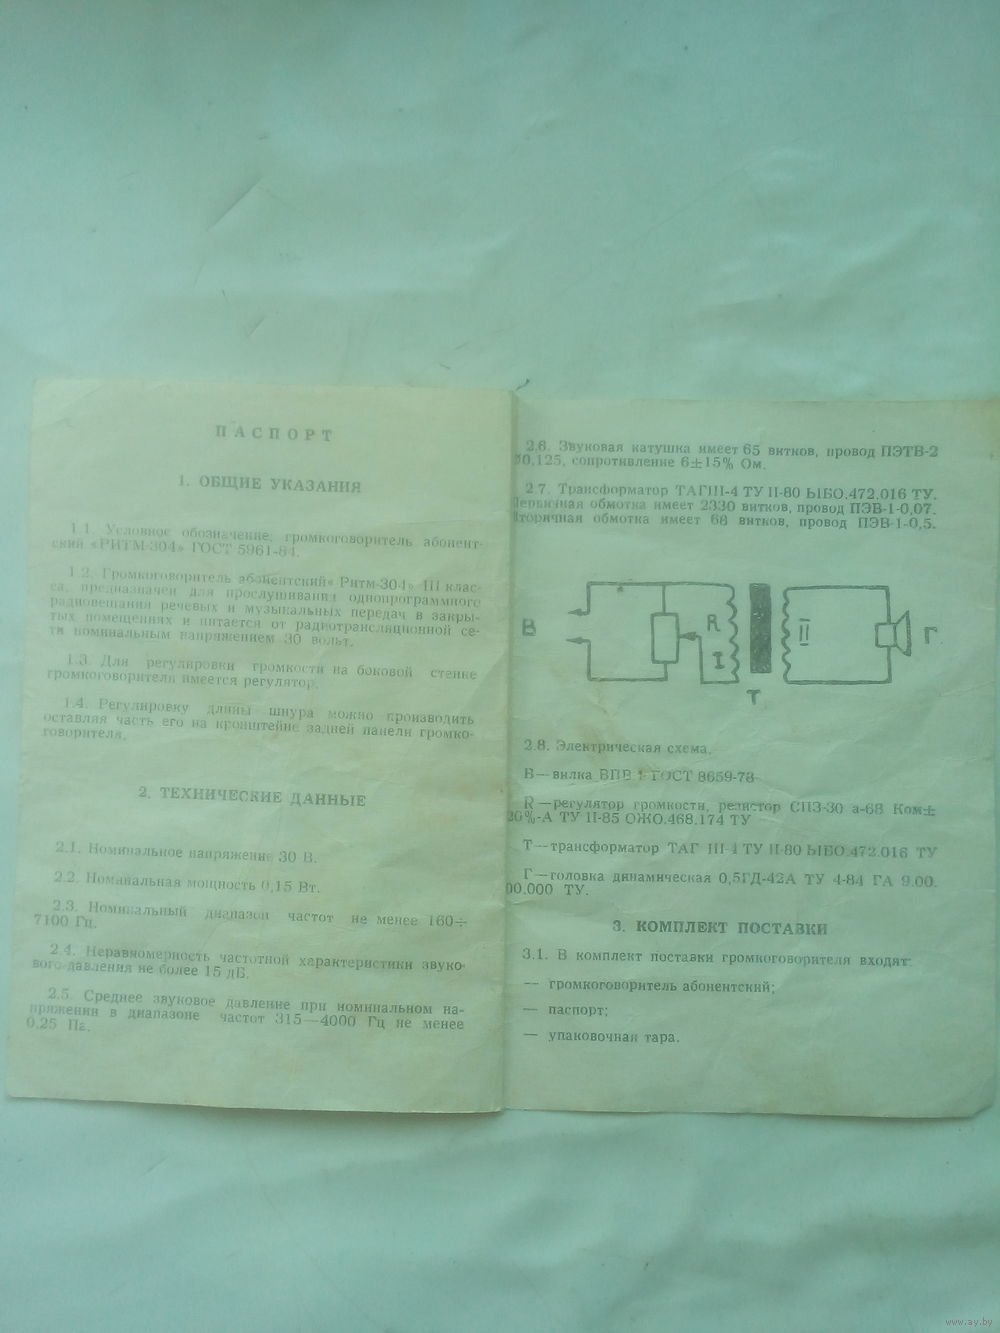 ПАСПОРТ
1. ОБЩИЕ УКАЗАНИЯ
1.1. Условное обозначение: громкоговоритель абонент-
ский «РИТМ-304» ГОСТ 5961-84.
1.2. Громкоговоритель абонентский« Ритм-304» III клас-
са, предназначен для прослушивания однопрограммного
радиовещания речевых и музыкальных передач в закры-
тых помещениях и питается от радиотрансляционной се-
ти номинальным напряжением 30 вольт.
1.3. Для регулировки громкости на боковой стенке
громкоговорителя имеется регулятор.
1.4. Регулировку длины шнура можно производить
оставляя часть его на кронштейне задней панели громко-
говорителя.
2. ТЕХНИЧЕСКИЕ ДАННЫЕ
2.1. Номинальное напряжение 30 В.
2.2. Номинальная мощность 0,15 Вт.
2.3. Номинальный диапазон частот не менее 160÷
7100 Гц.
2.4. Неравномерность частотной характеристики звуко-
вого давления не более 15 дБ.
2.5. Среднее звуковое давление при номинальном на-
пряжении в диапазоне частот 315—4000 Гц не менее
0,25 Па.
2.6. Звуковая катушка имеет 65 витков, провод ПЭТВ-2
Ø0,125, сопротивление 6±15% Ом.
2.7. Трансформатор ТАГIII-4 ТУ II-80 ЫБО.472.016 ТУ.
Первичная обмотка имеет 2330 витков, провод ПЭВ-1-0,07.
Вторичная обмотка имеет 68 витков, провод ПЭВ-1-0,5.
В
R
I
II
Г
Т
2.8. Электрическая схема.
В—вилка ВПВ 1 ГОСТ 8659-78
R—регулятор громкости, резистор СПЗ-30 а-68 Ком±
20%-А ТУ II-85 ОЖО.468.174 ТУ
Т—трансформатор ТАГ III-4 ТУ II-80 ЫБО.472.016 ТУ
Г—головка динамическая 0,5ГД-42А ТУ 4-84 ГА 9.00.
00.000 ТУ.
3. КОМПЛЕКТ ПОСТАВКИ
3.1. В комплект поставки громкоговорителя входят:
— громкоговоритель абонентский;
— паспорт;
— упаковочная тара.
www.ay.by